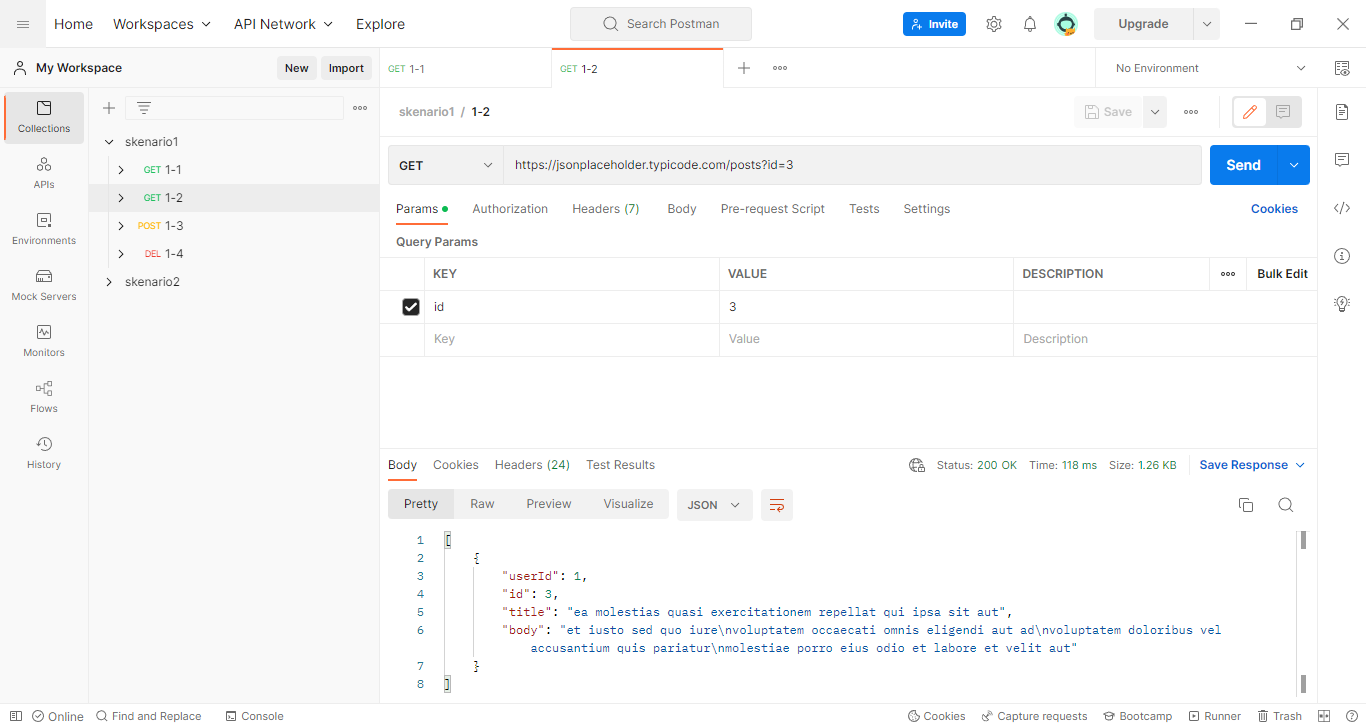 Home Workspaces API Network Explore Search Postman Invite Upgrade
My Workspace New Import GET 1-1 GET 1-2 No Environment
Collections
APIs
Environments
Mock Servers
Monitors
Flows
History
skenario1
GET 1-1
GET 1-2
POST 1-3
DEL 1-4
skenario2
skenario1 / 1-2 Save
GET https://jsonplaceholder.typicode.com/posts?id=3 Send
Params Authorization Headers (7) Body Pre-request Script Tests Settings Cookies
Query Params
KEY VALUE DESCRIPTION Bulk Edit
id 3
Key Value Description
Body Cookies Headers (24) Test Results Status: 200 OK Time: 118 ms Size: 1.26 KB Save Response
Pretty Raw Preview Visualize JSON
1 [
2 {
3 "userId": 1,
4 "id": 3,
5 "title": "ea molestias quasi exercitationem repellat qui ipsa sit aut",
6 "body": "et iusto sed quo iure\nvoluptatem occaecati omnis eligendi aut ad\nvoluptatem doloribus vel
accusantium quis pariatur\nmolestiae porro eius odio et labore et velit aut"
7 }
8 ]
Online Find and Replace Console Cookies Capture requests Bootcamp Runner Trash